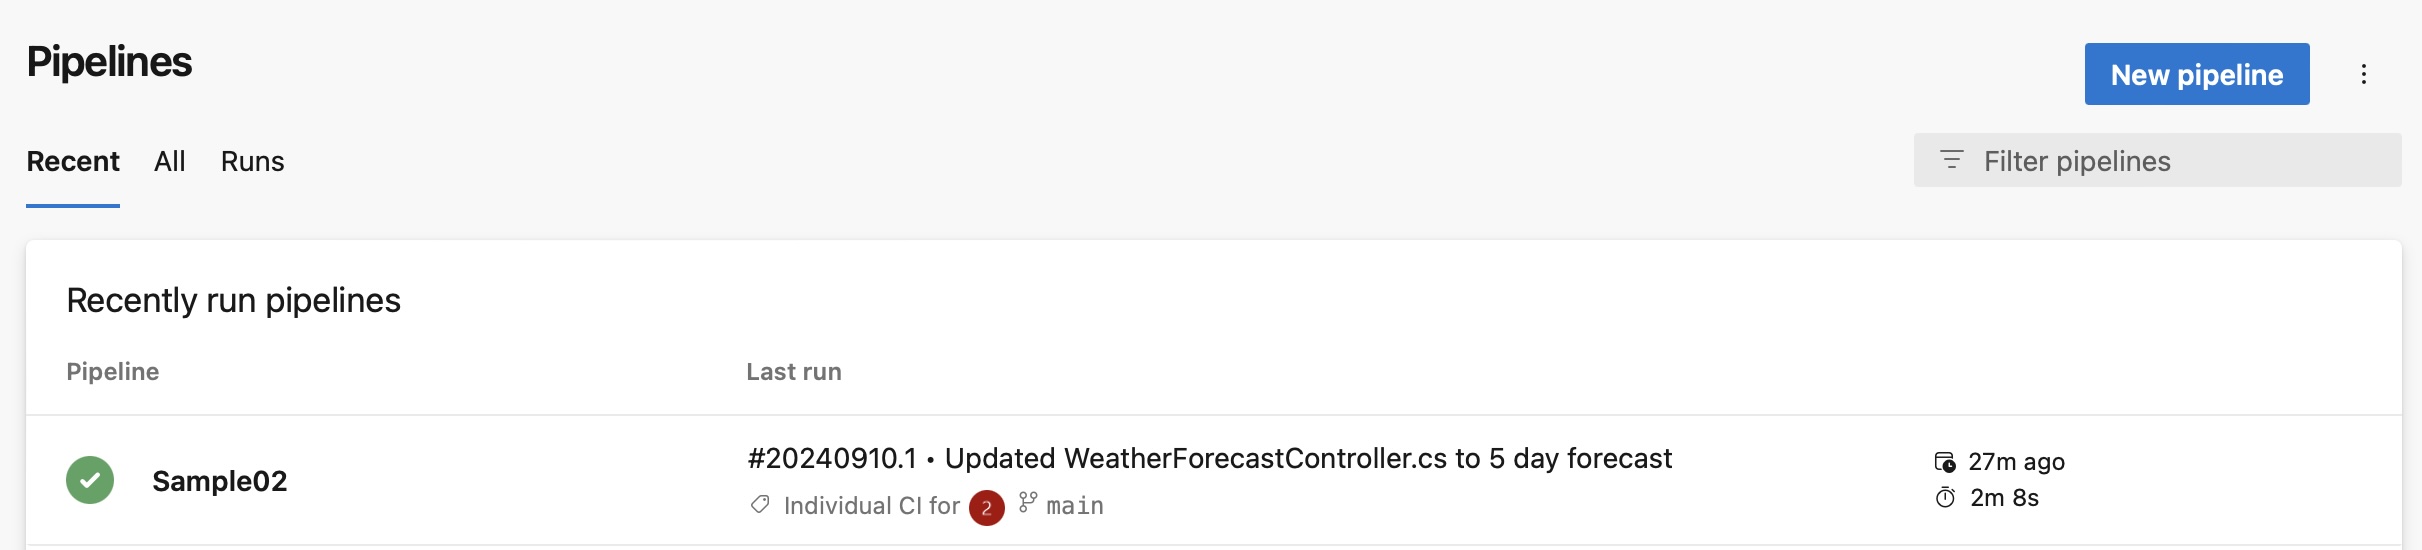 Pipelines
New pipeline
Recent All Runs
Filter pipelines
Recently run pipelines
Pipeline Last run
Sample02
#20240910.1 • Updated WeatherForecastController.cs to 5 day forecast
Individual CI for 2 main
27m ago
2m 8s